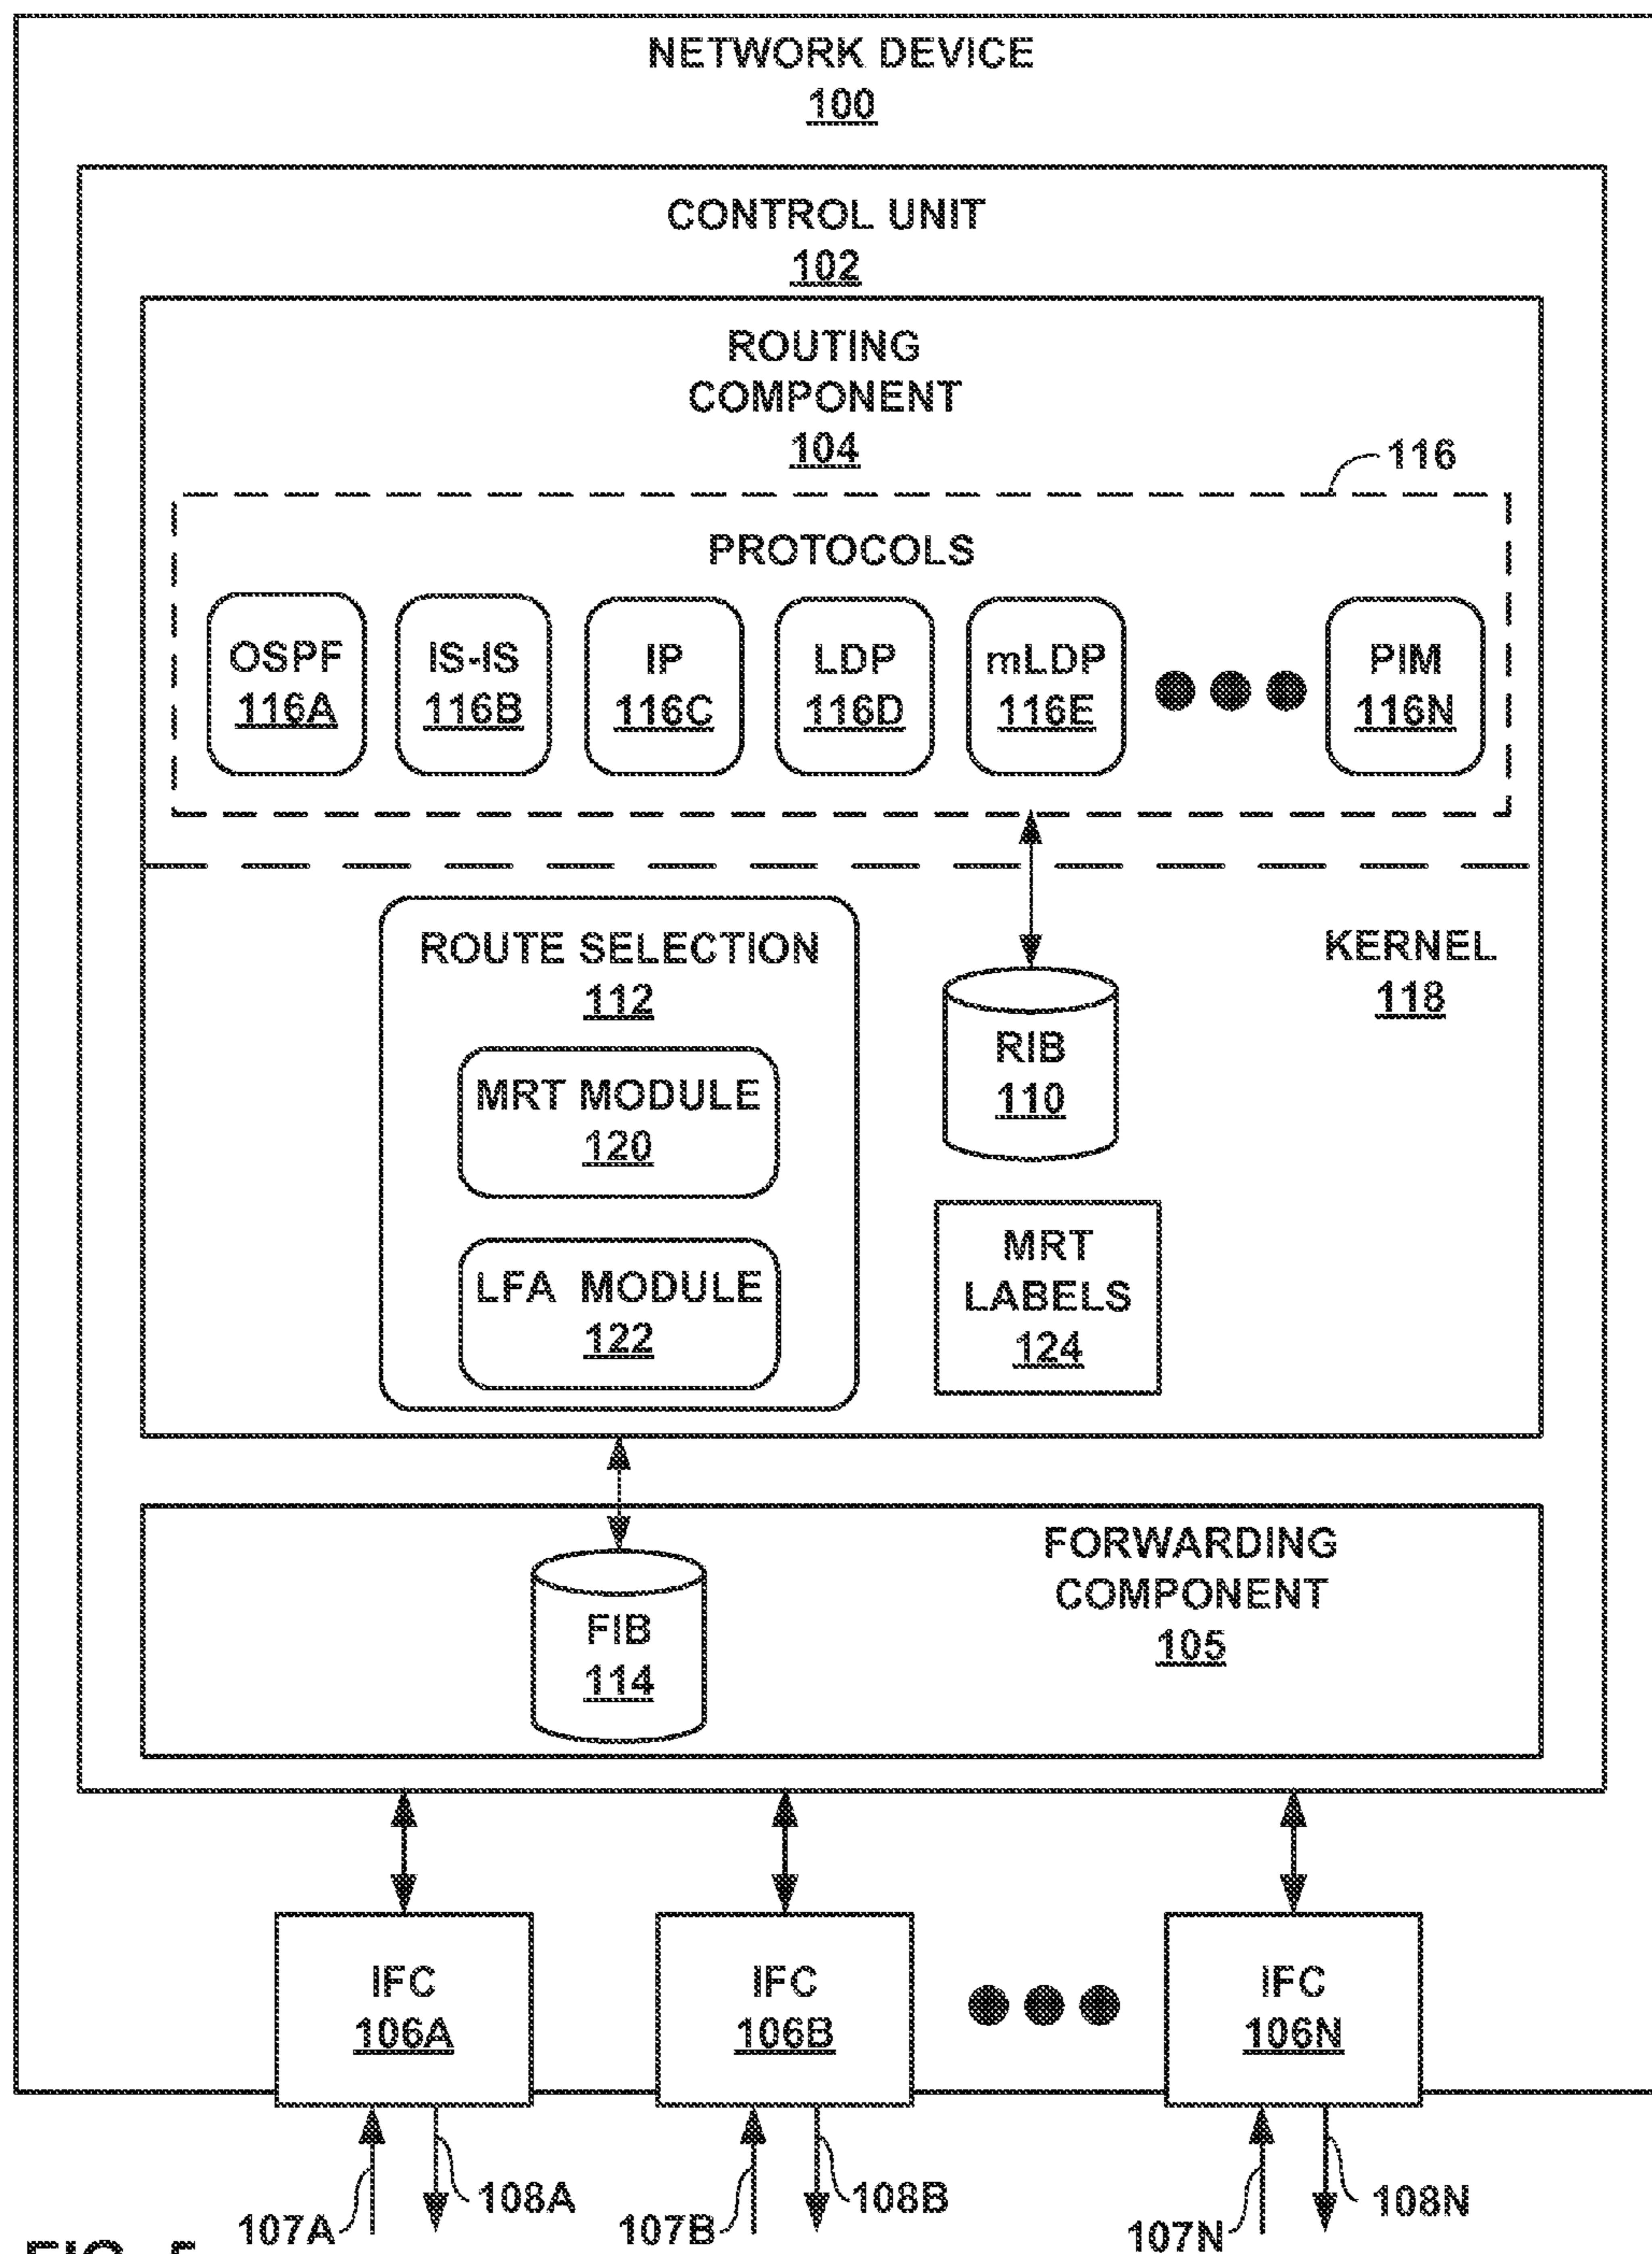 NETWORK DEVICE
100
CONTROL UNIT
102
ROUTING
COMPONENT
104
116
PROTOCOLS
OSPF
116A
IS-IS
116B
IP
116C
LDP
116D
mLDP
116E
PIM
116N
ROUTE SELECTION
112
KERNEL
118
MRT MODULE
120
RIB
110
LFA MODULE
122
MRT
LABELS
124
FORWARDING
COMPONENT
105
FIB
114
IFC
106A
IFC
106B
IFC
106N
107A
108A
107B
108B
107N
108N